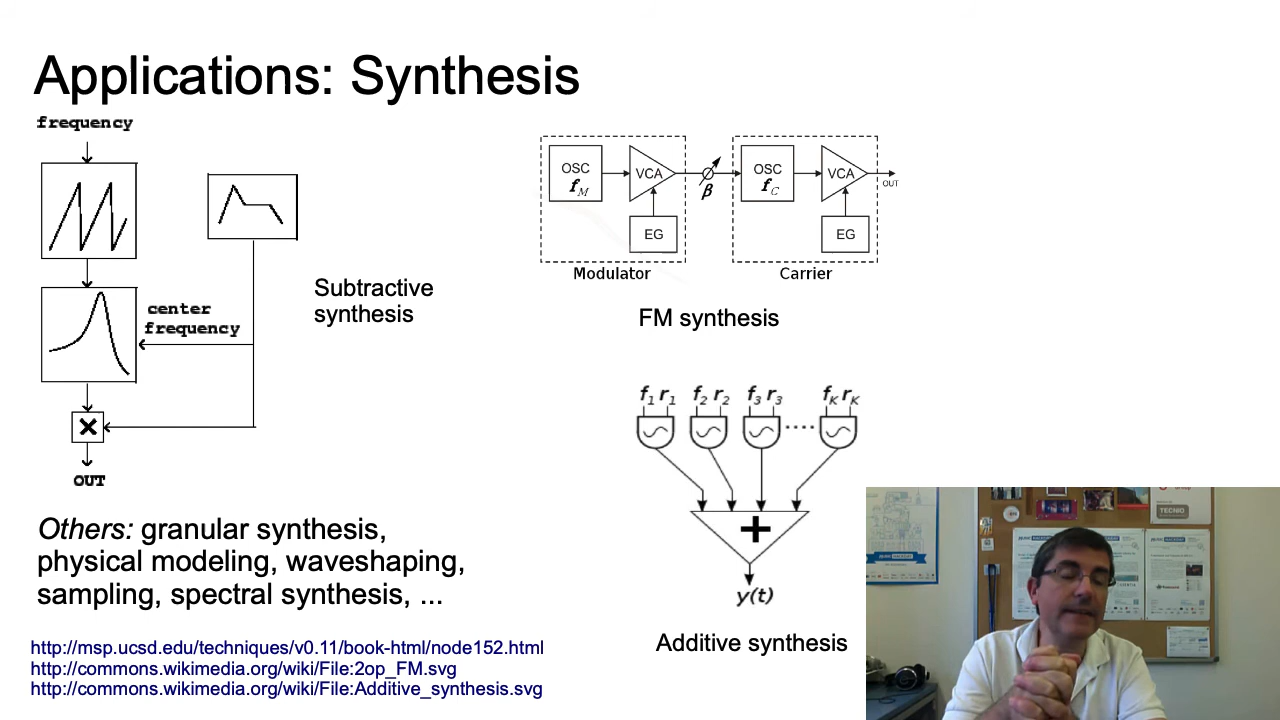 Applications: Synthesis
frequency
center
frequency
OUT
Subtractive
synthesis
OSC
fM
VCA
EG
Modulator
β
OSC
fC
VCA
EG
Carrier
OUT
FM synthesis
f1 r1 f2 r2 f3 r3 .... fK rK
+
y(t)
Additive synthesis
Others: granular synthesis,
physical modeling, waveshaping,
sampling, spectral synthesis, ...
http://msp.ucsd.edu/techniques/v0.11/book-html/node152.html
http://commons.wikimedia.org/wiki/File:2op_FM.svg
http://commons.wikimedia.org/wiki/File:Additive_synthesis.svg
TECNIO